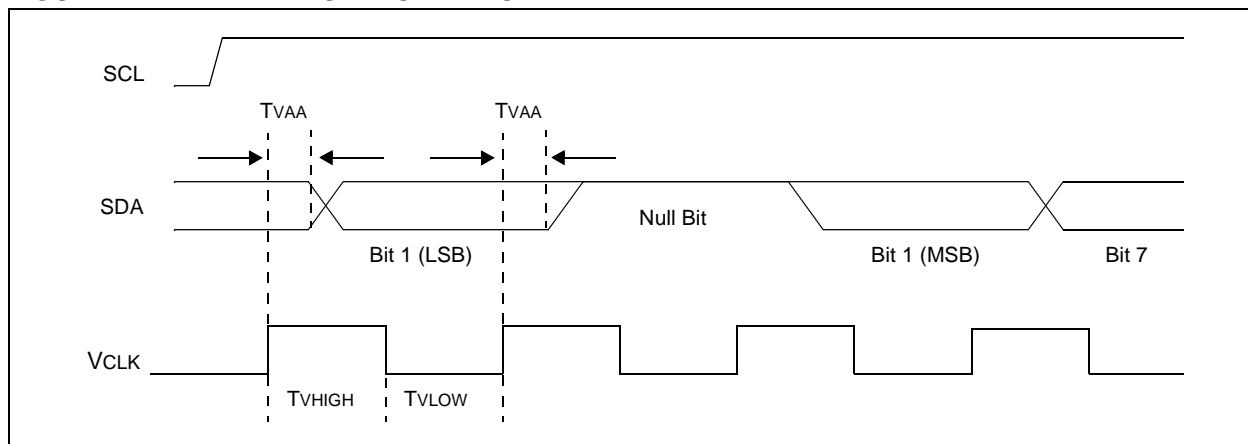 SCL
TVAA TVAA
SDA
Null Bit
Bit 1 (LSB) Bit 1 (MSB) Bit 7
VCLK
TVHIGH TVLOW